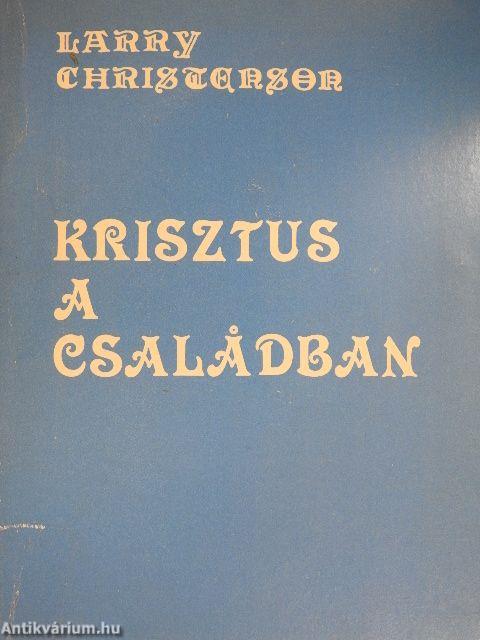 LARRY
CHRISTENSON
KRISZTUS
A
CSALÁDBAN
Antikvárium.hu